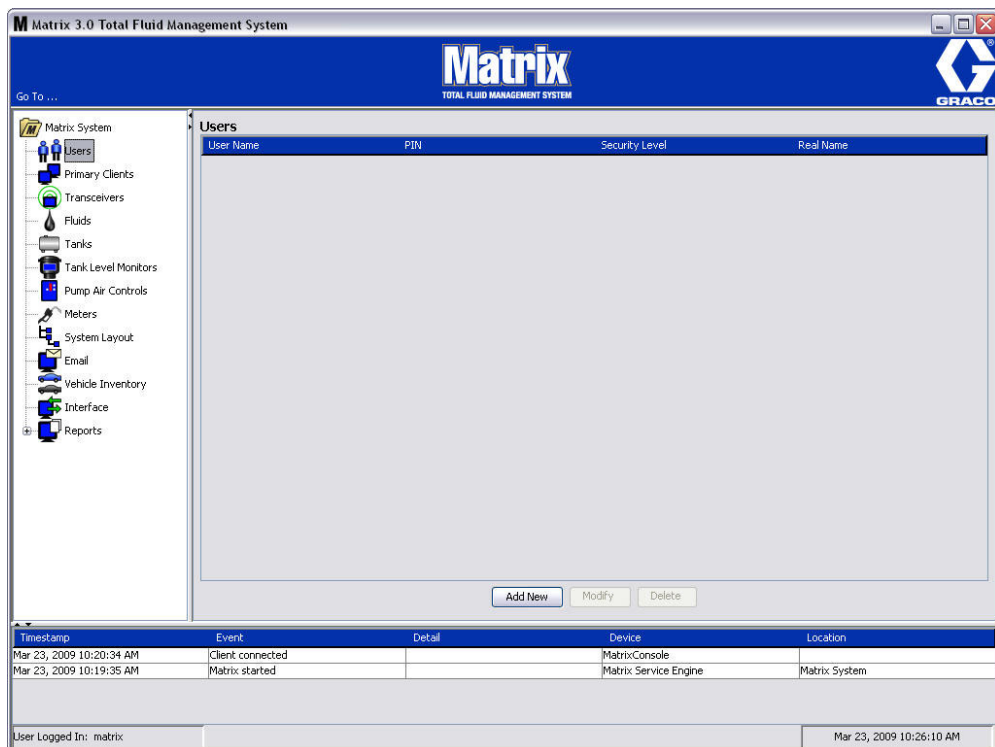 M Matrix 3.0 Total Fluid Management System
Matrix
TOTAL FLUID MANAGEMENT SYSTEM
Go To ...
GRACO
®
Matrix System
Users
Primary Clients
Transceivers
Fluids
Tanks
Tank Level Monitors
Pump Air Controls
Meters
System Layout
Email
Vehicle Inventory
Interface
Reports
Users
User Name PIN Security Level Real Name
Add New Modify Delete
Timestamp Event Detail Device Location
Mar 23, 2009 10:20:34 AM Client connected MatrixConsole
Mar 23, 2009 10:19:35 AM Matrix started Matrix Service Engine Matrix System
User Logged In: matrix Mar 23, 2009 10:26:10 AM